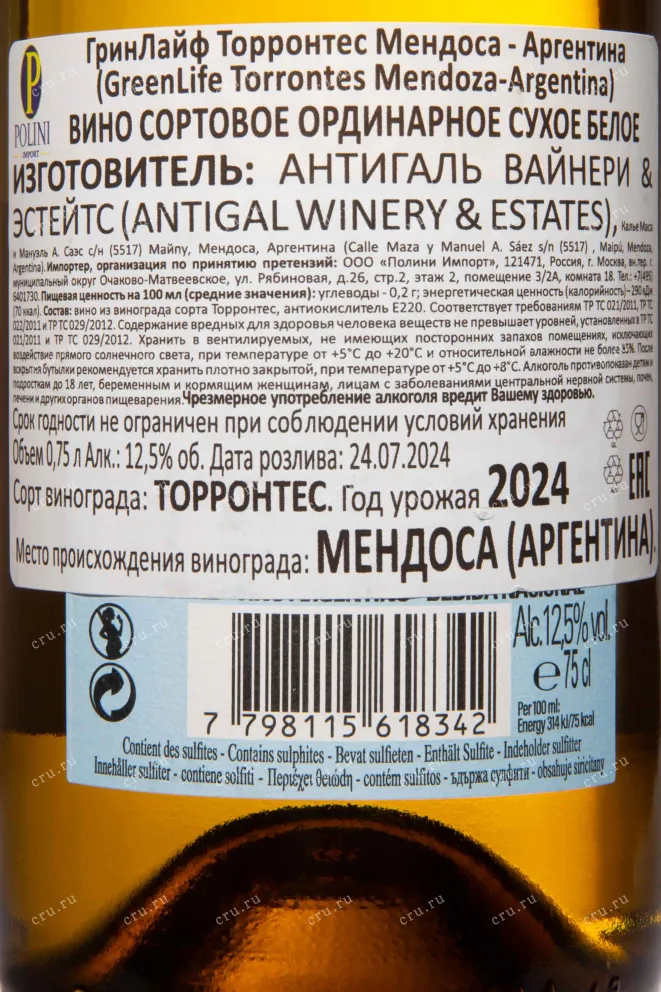 P
POLINI
IMPORT
ГринЛайф Торронтес Мендоса - Аргентина
(GreenLife Torrontes Mendoza-Argentina)
ВИНО СОРТОВОЕ ОРДИНАРНОЕ СУХОЕ БЕЛОЕ
ИЗГОТОВИТЕЛЬ: АНТИГАЛЬ ВАЙНЕРИ &
ЭСТЕЙТС (ANTIGAL WINERY & ESTATES), Калье Маса
и Мануэль А. Саэс с/н (5517) Майпу, Мендоса, Аргентина (Calle Maza y Manuel A. Sáez s/n (5517) , Maipú, Mendoza,
Argentina). Импортер, организация по принятию претензий: ООО «Полини Импорт», 121471, Россия, г. Москва, вн.тер. г.
муниципальный округ Очаково-Матвеевское, ул. Рябиновая, д.26, стр.2, этаж 2, помещение 3/2А, комната 18. Тел.:+7(495)
6401730. Пищевая ценность на 100 мл (средние значения): углеводы - 0,2 г; энергетическая ценность (калорийность) – 290 кДж
(70 ккал). Состав: вино из винограда сорта Торронтес, антиокислитель Е220. Соответствует требованиям ТР ТС 021/2011, ТР ТС
022/2011 и ТР ТС 029/2012. Содержание вредных для здоровья человека веществ не превышает уровней, установленных в ТР ТС
021/2011 и ТР ТС 029/2012. Хранить в вентилируемых, не имеющих посторонних запахов помещениях, исключающих
воздействие прямого солнечного света, при температуре от +5°С до +20°С и относительной влажности не более 85%. После
вскрытия бутылки рекомендуется хранить плотно закрытой, при температуре от +5°С до +8°С. Алкоголь противопоказан детям и
подросткам до 18 лет, беременным и кормящим женщинам, лицам с заболеваниями центральной нервной системы, почек,
печени и других органов пищеварения. Чрезмерное употребление алкоголя вредит Вашему здоровью.
Срок годности не ограничен при соблюдении условий хранения
Объем 0,75 л Алк.: 12,5% об. Дата розлива: 24.07.2024
Сорт винограда: ТОРРОНТЕС. Год урожая 2024
EAC
Место происхождения винограда: МЕНДОСА (АРГЕНТИНА).
Alc.12,5% vol.
e 75 cl
Per 100 ml:
Energy 314 kJ/75 kcal
7 798115 618342
Contient des sulfites - Contains sulphites - Bevat sulfieten - Enthält Sulfite - Indeholder sulfitter
Innehåller sulfiter - contiene solfiti - Περιέχει θειώδη - contém sulfitos - съдържа сулфити - obsahuje siričitany
cru.ru